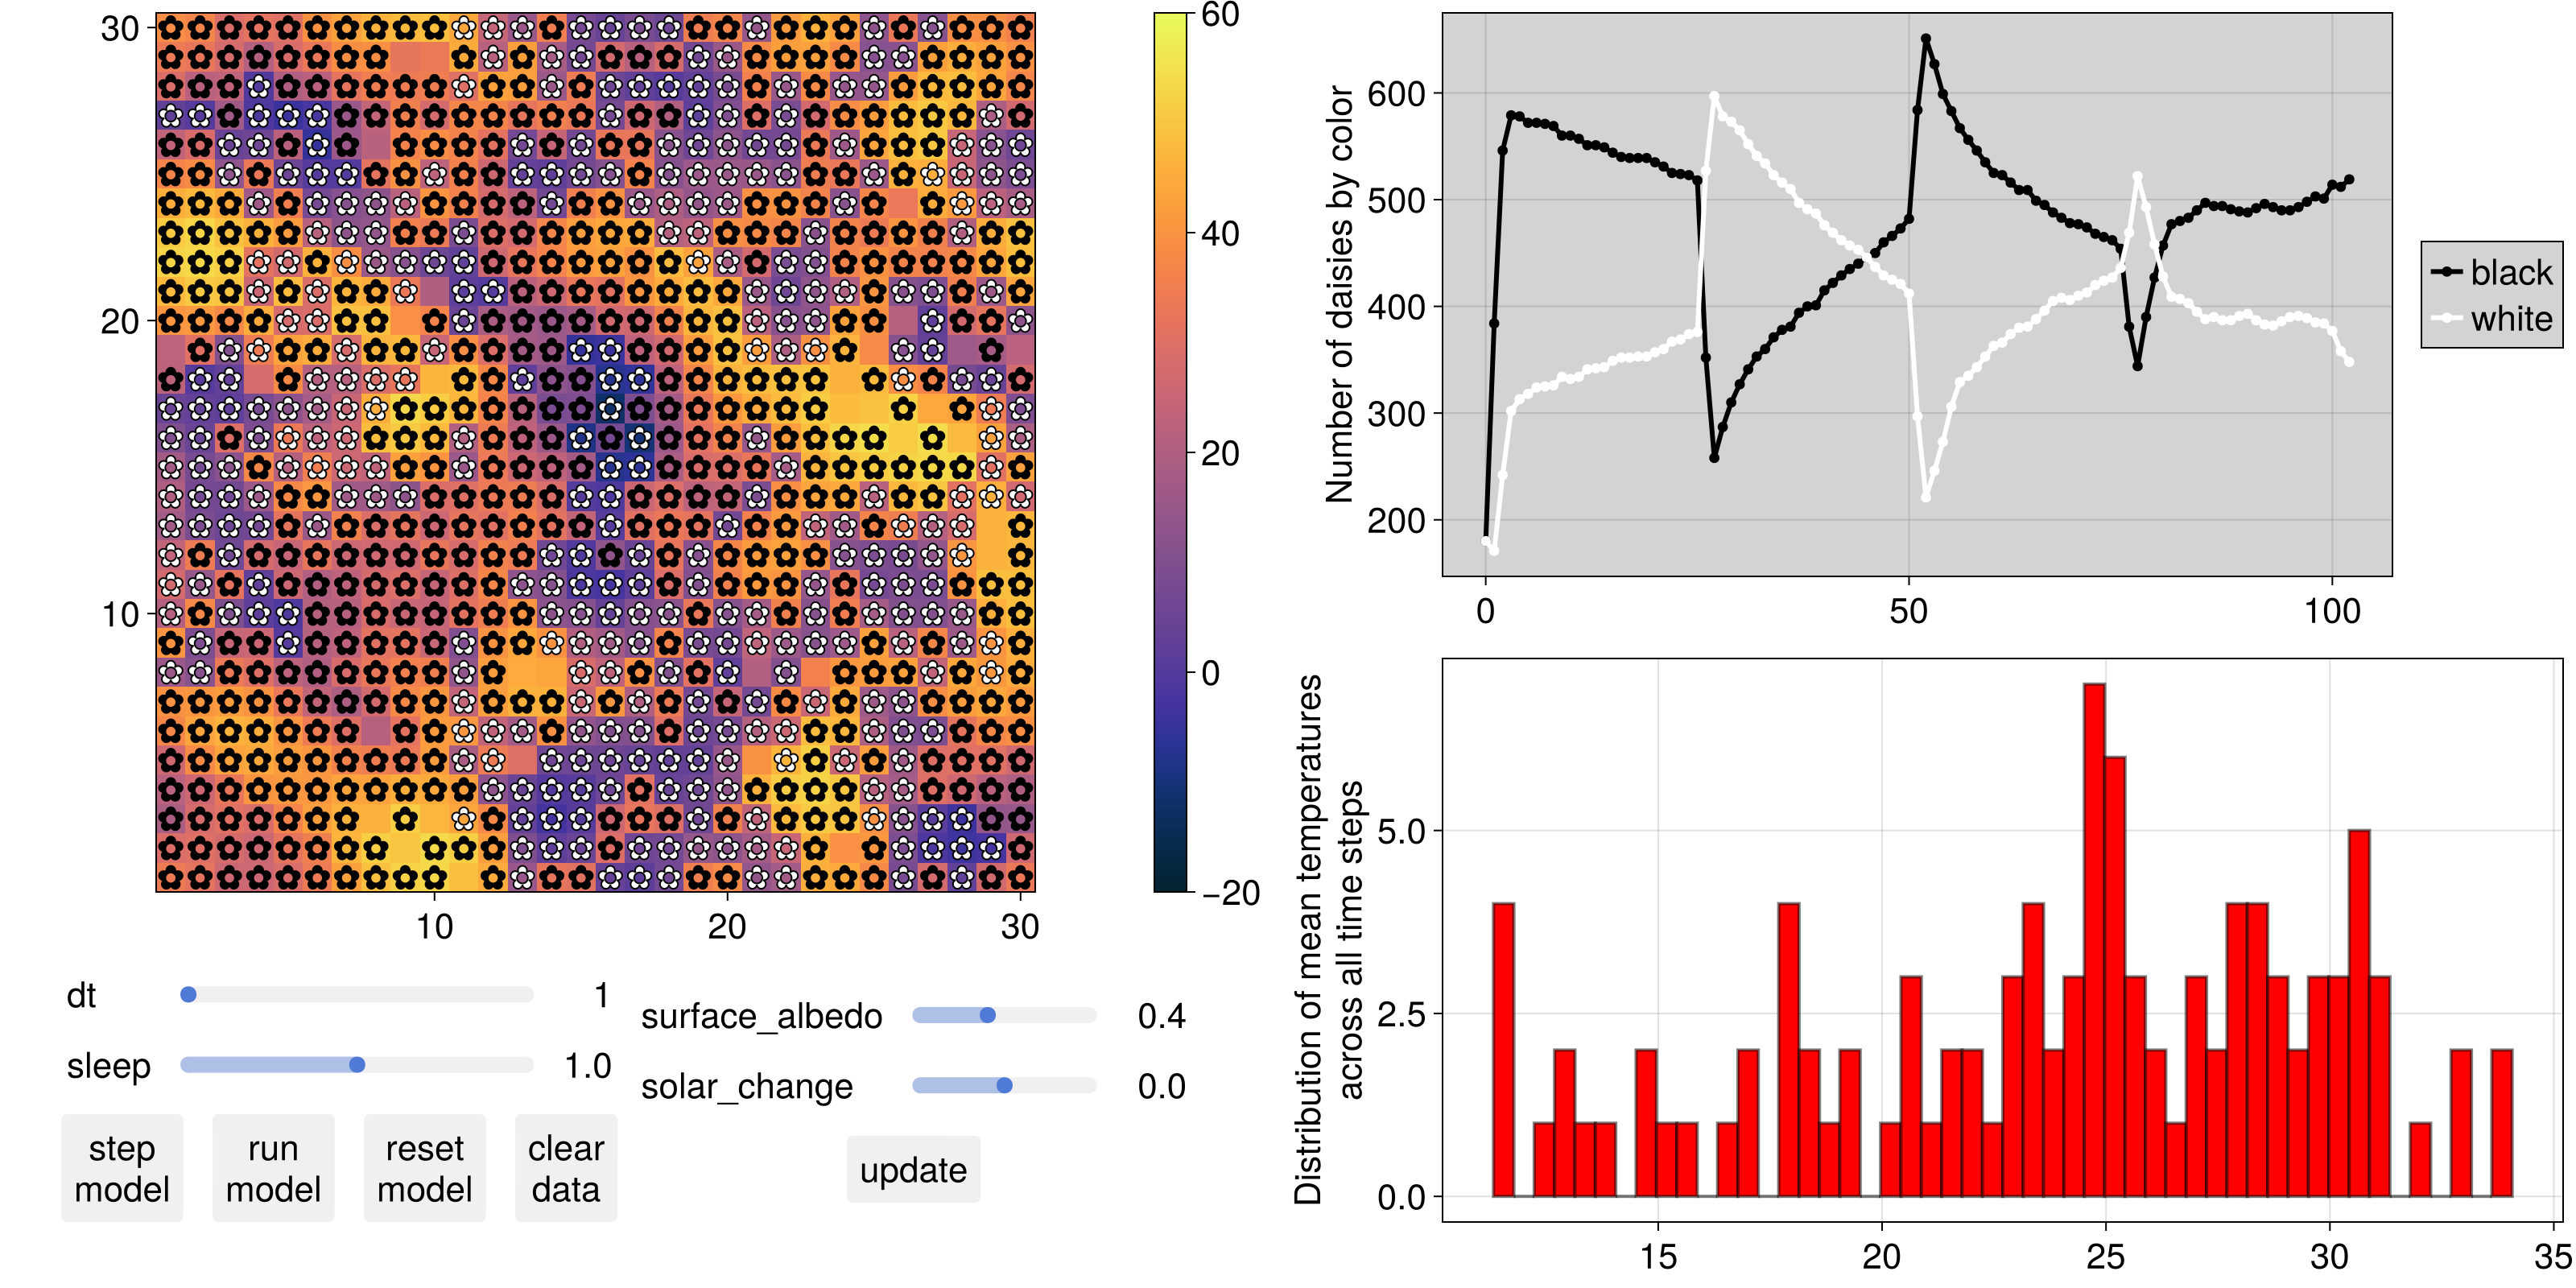 30
20
10
10
20
30
60
40
20
0
−20
Number of daisies by color
600
500
400
300
200
0
50
100
black
white
Distribution of mean temperatures
across all time steps
5.0
2.5
0.0
15
20
25
30
35
dt
1
sleep
1.0
surface_albedo
0.4
solar_change
0.0
step
model
run
model
reset
model
clear
data
update